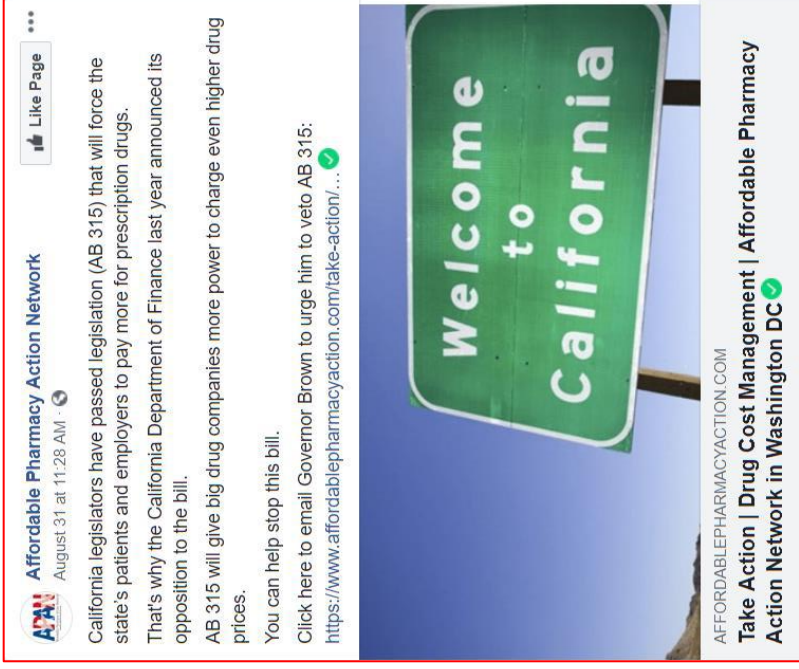 APAN
Affordable Pharmacy Action Network
Like Page
August 31 at 11:28 AM ·
California legislators have passed legislation (AB 315) that will force the
state's patients and employers to pay more for prescription drugs.
That's why the California Department of Finance last year announced its
opposition to the bill.
AB 315 will give big drug companies more power to charge even higher drug
prices.
You can help stop this bill.
Click here to email Governor Brown to urge him to veto AB 315:
https://www.affordablepharmacyaction.com/take-action/...
Welcome
to
California
AFFORDABLEPHARMACYACTION.COM
Take Action | Drug Cost Management | Affordable Pharmacy
Action Network in Washington DC